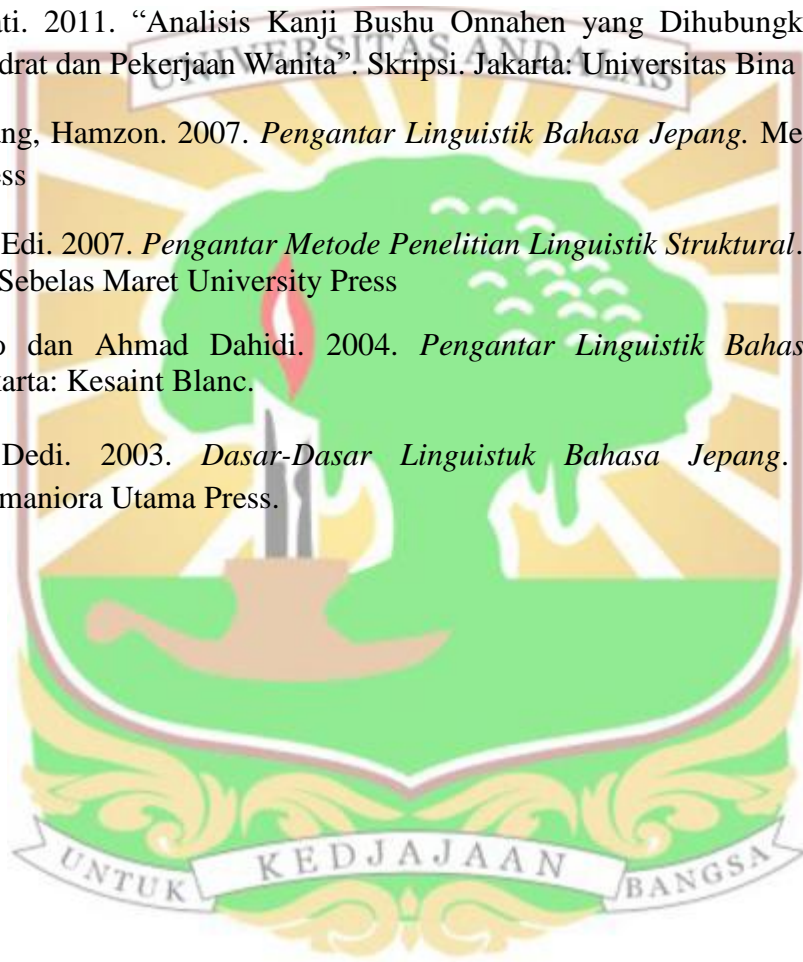 ati. 2011. “Analisis Kanji Bushu Onnahen yang Dihubungk
drat dan Pekerjaan Wanita”. Skripsi. Jakarta: Universitas Bina
UNIVERSITAS ANDALAS
ang, Hamzon. 2007. Pengantar Linguistik Bahasa Jepang. Me
ess
Edi. 2007. Pengantar Metode Penelitian Linguistik Struktural.
Sebelas Maret University Press
o dan Ahmad Dahidi. 2004. Pengantar Linguistik Bahas
karta: Kesaint Blanc.
Dedi. 2003. Dasar-Dasar Linguistuk Bahasa Jepang.
maniora Utama Press.
UNTUK KEDJAJAAN BANGSA